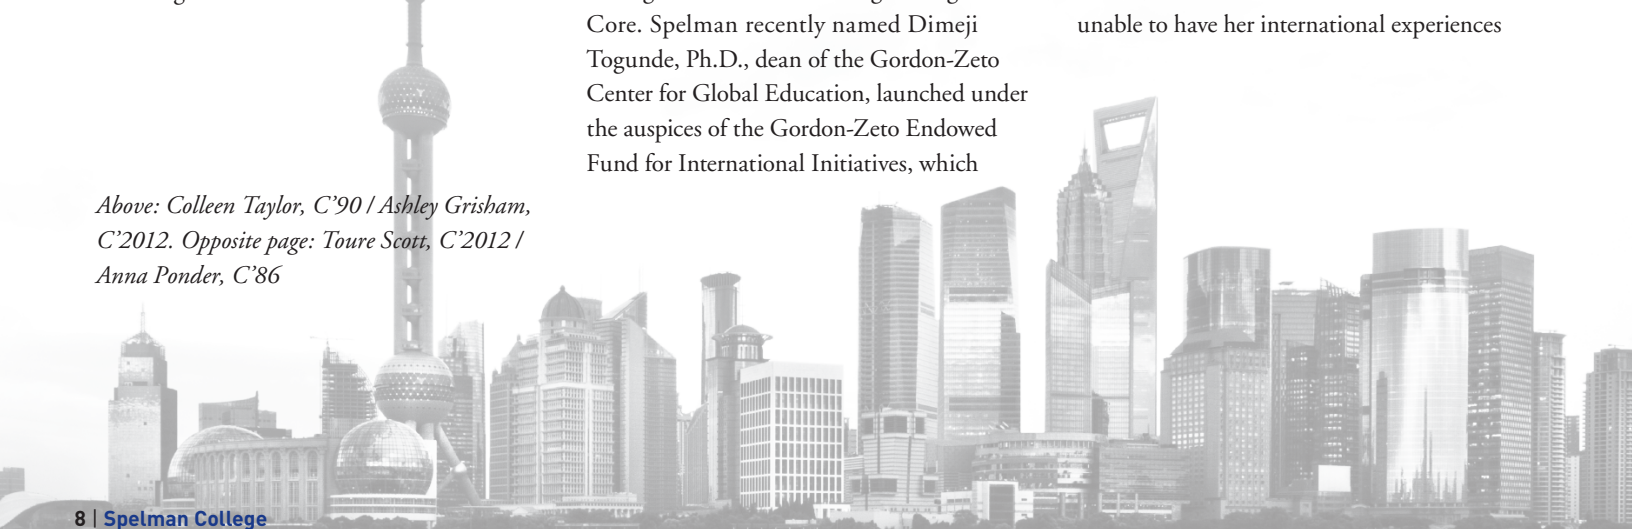 Core. Spelman recently named Dimeji
Togunde, Ph.D., dean of the Gordon-Zeto
Center for Global Education, launched under
the auspices of the Gordon-Zeto Endowed
Fund for International Initiatives, which
unable to have her international experiences
Above: Colleen Taylor, C’90 / Ashley Grisham,
C’2012. Opposite page: Toure Scott, C’2012 /
Anna Ponder, C’86
8 | Spelman College